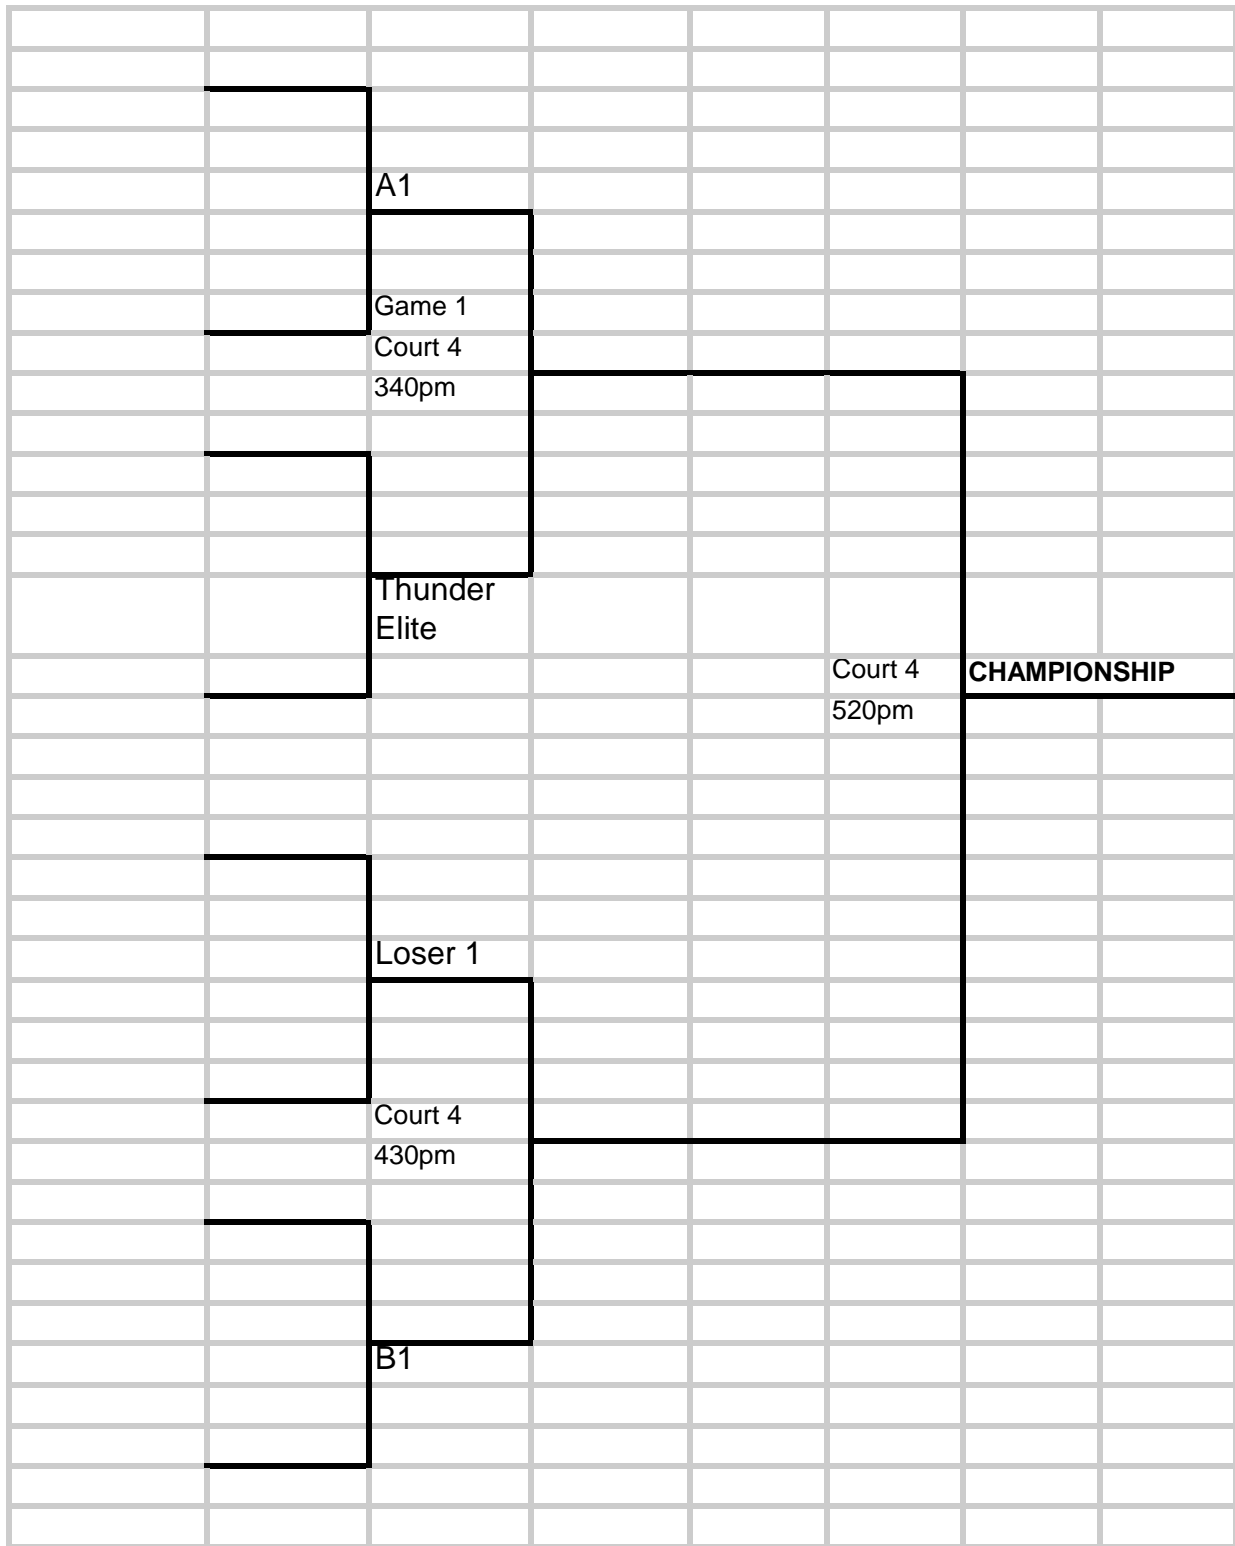 A1
Game 1
Court 4
340pm
Thunder
Elite
Court 4
CHAMPIONSHIP
520pm
Loser 1
Court 4
430pm
B1